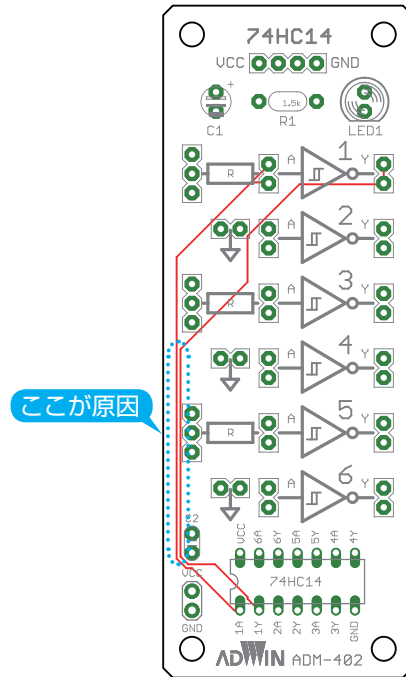 74HC14
VCC GND
+
1.5k
C1 R1 LED1
R A 1 Y
A 2 Y
R A 3 Y
A 4 Y
ここが原因
R A 5 Y
A 6 Y
C2
VCC 6A 6Y 5A 5Y 4A 4Y
74HC14
VCC
GND
1A 1Y 2A 2Y 3A 3Y GND
ADWIN ADM-402